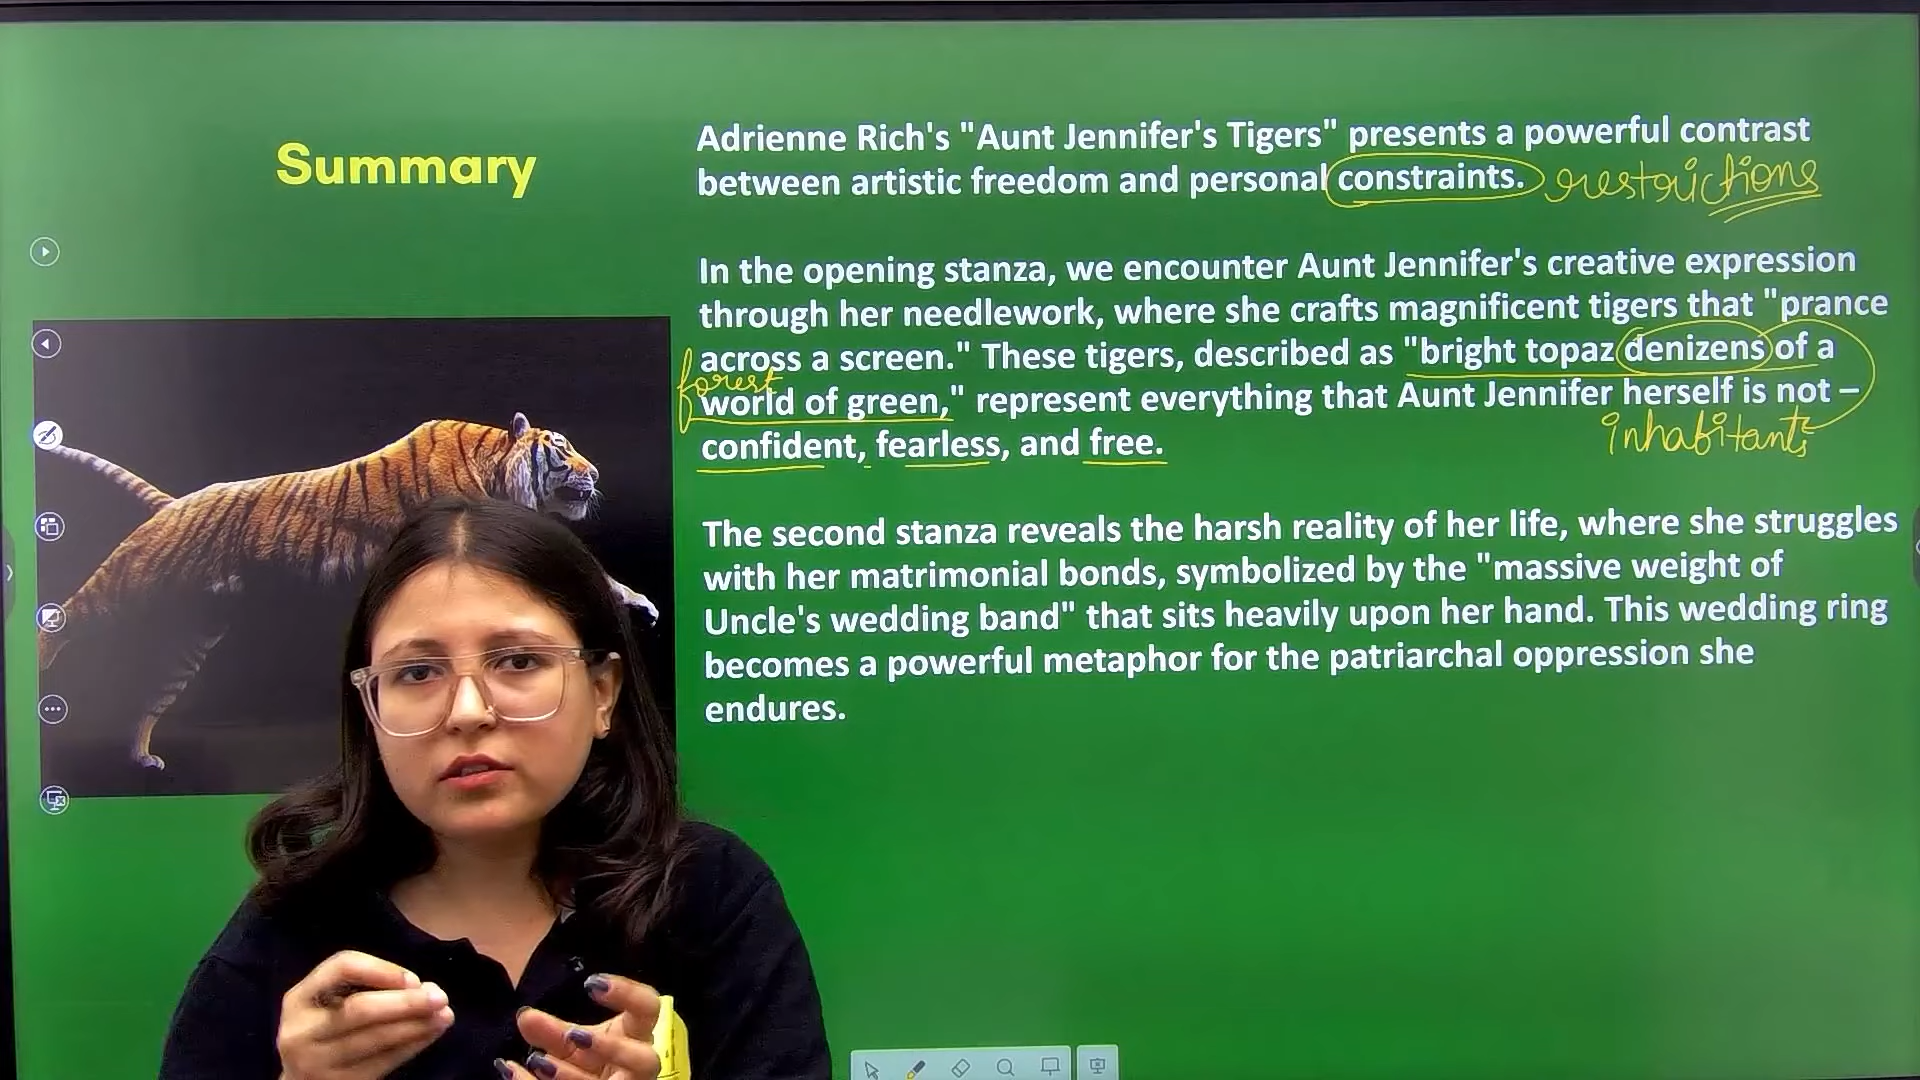 Summary
Adrienne Rich's "Aunt Jennifer's Tigers" presents a powerful contrast
between artistic freedom and personal constraints. restrictions
In the opening stanza, we encounter Aunt Jennifer's creative expression
through her needlework, where she crafts magnificent tigers that "prance
across a screen." These tigers, described as "bright topaz denizens of a
forest
world of green," represent everything that Aunt Jennifer herself is not –
inhabitants
confident, fearless, and free.
The second stanza reveals the harsh reality of her life, where she struggles
with her matrimonial bonds, symbolized by the "massive weight of
Uncle's wedding band" that sits heavily upon her hand. This wedding ring
becomes a powerful metaphor for the patriarchal oppression she
endures.